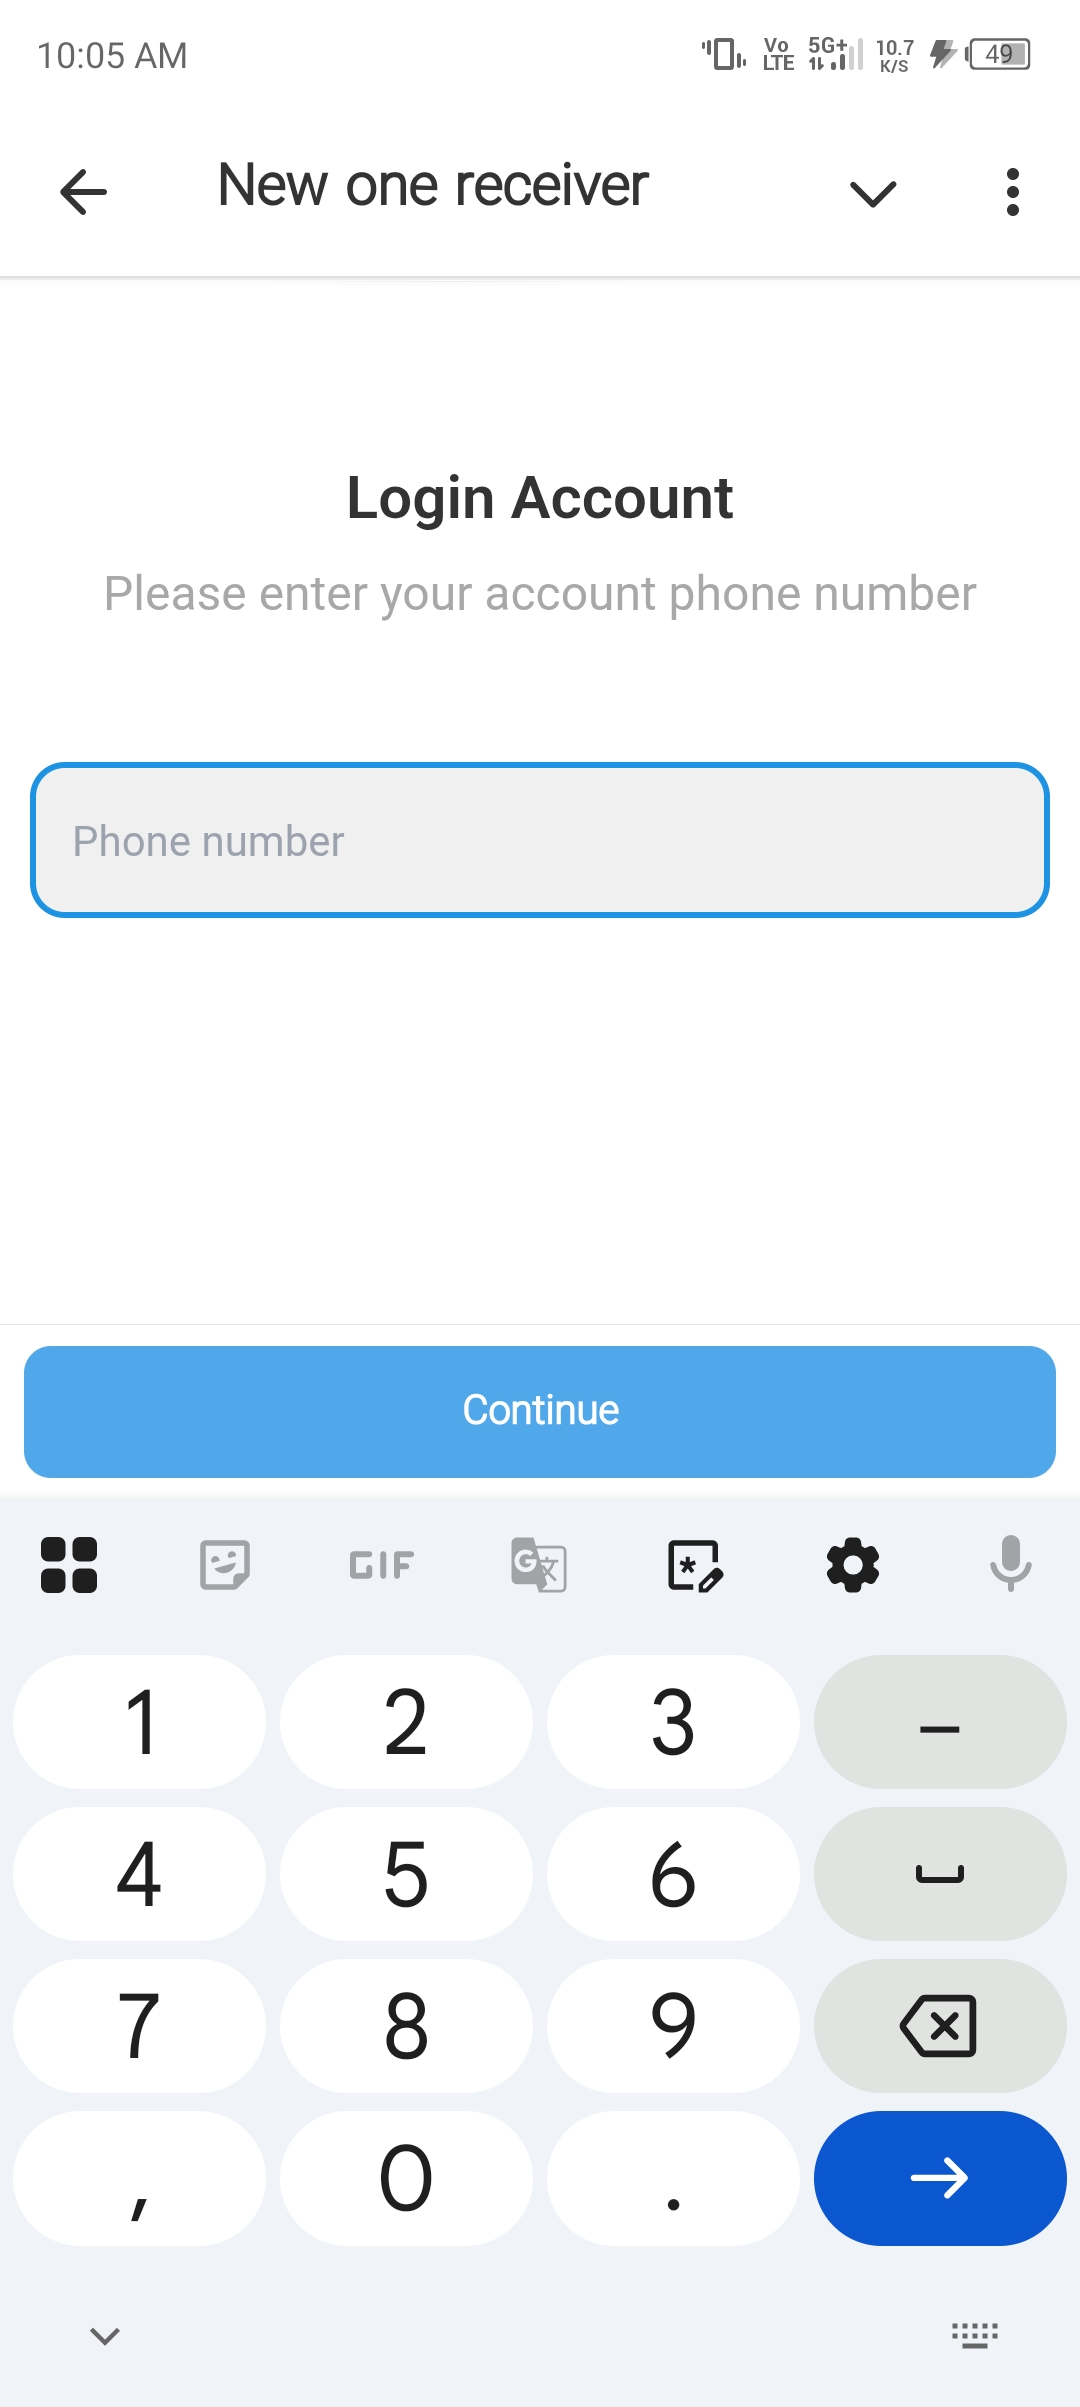 10:05 AM
Vo LTE 5G+ 10.7 K/S 49
New one receiver
Login Account
Please enter your account phone number
Phone number
Continue
GIF G 文 *
1 2 3 –
4 5 6
7 8 9
, 0 .